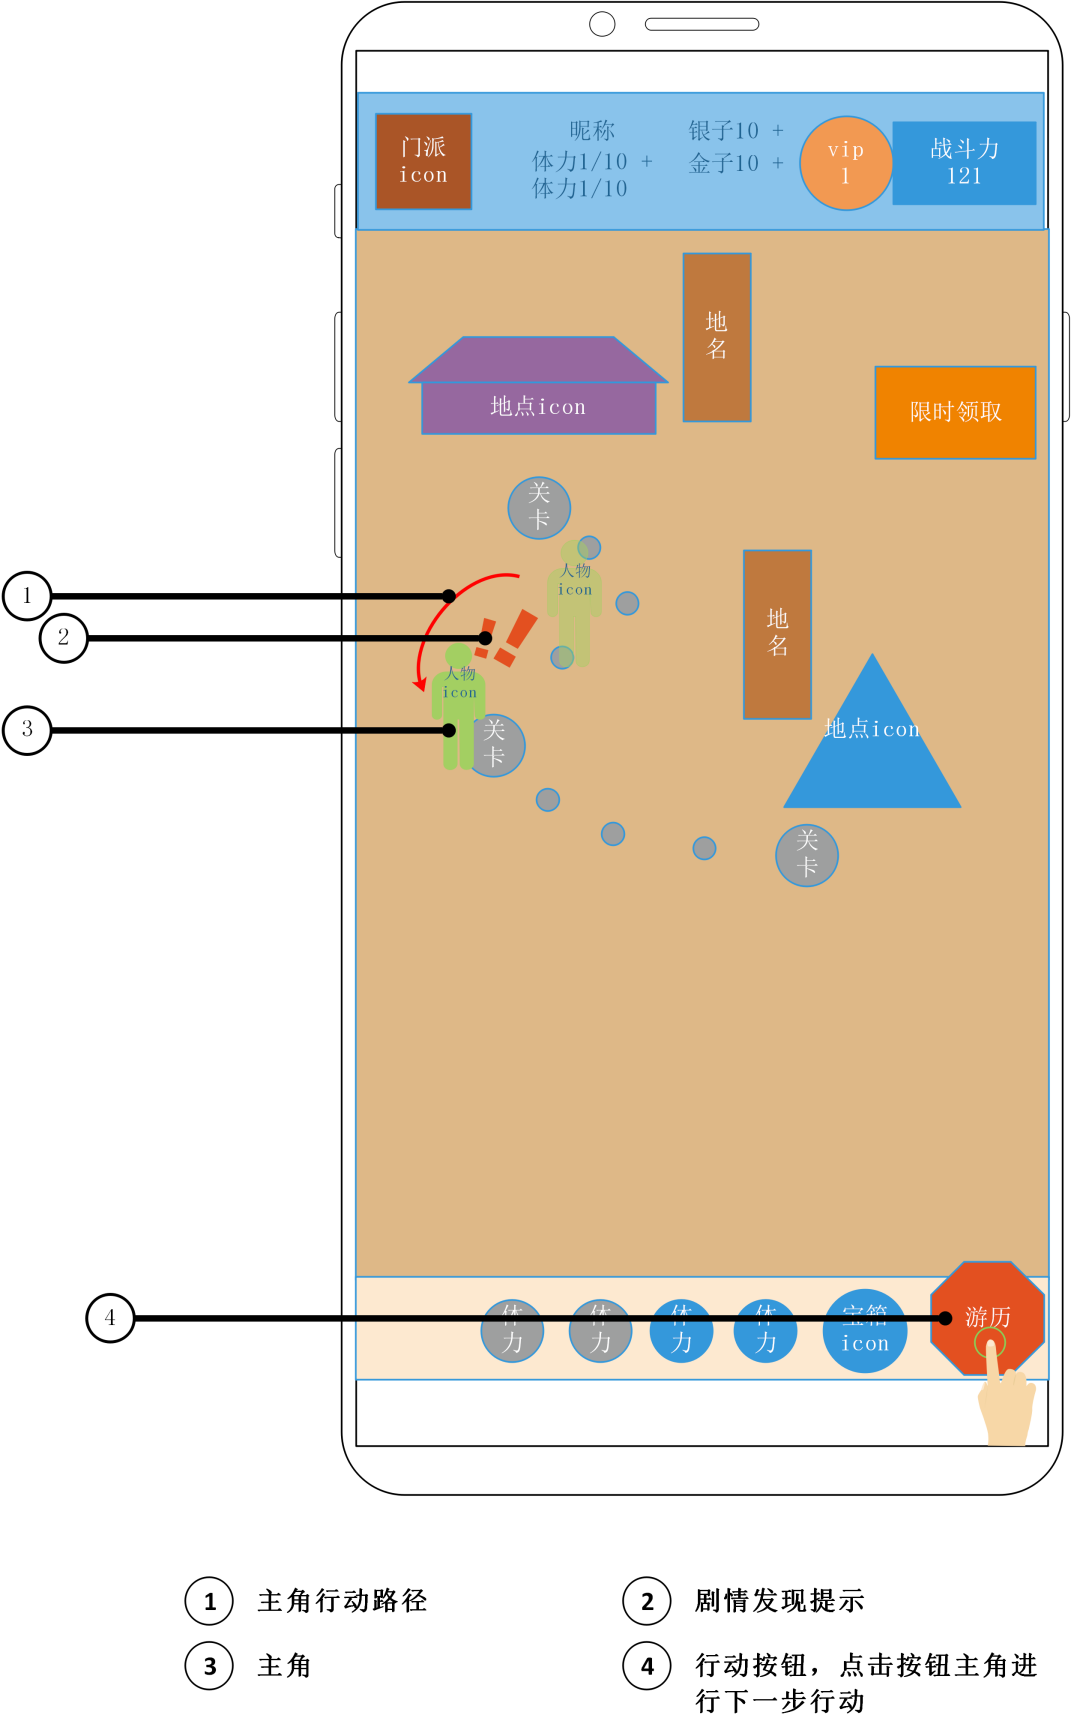 门派
icon
昵称
体力1/10 +
体力1/10
银子10 +
金子10 +
vip
1
战斗力
121
地
名
地点icon
限时领取
关
卡
人物
icon
1
2
地
名
人物
icon
3
关
卡
地点icon
关
卡
4
体
力
体
力
体
力
体
力
宝箱
icon
游历
1 主角行动路径
2 剧情发现提示
3 主角
4 行动按钮，点击按钮主角进
行下一步行动